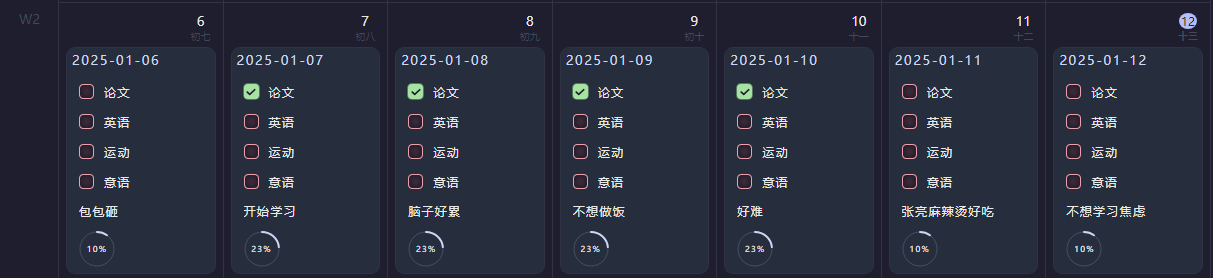 W2
6
初七
2025-01-06
论文
英语
运动
意语
包包砸
10%
7
初八
2025-01-07
论文
英语
运动
意语
开始学习
23%
8
初九
2025-01-08
论文
英语
运动
意语
脑子好累
23%
9
初十
2025-01-09
论文
英语
运动
意语
不想做饭
23%
10
十一
2025-01-10
论文
英语
运动
意语
好难
23%
11
十二
2025-01-11
论文
英语
运动
意语
张亮麻辣烫好吃
10%
12
十三
2025-01-12
论文
英语
运动
意语
不想学习焦虑
10%